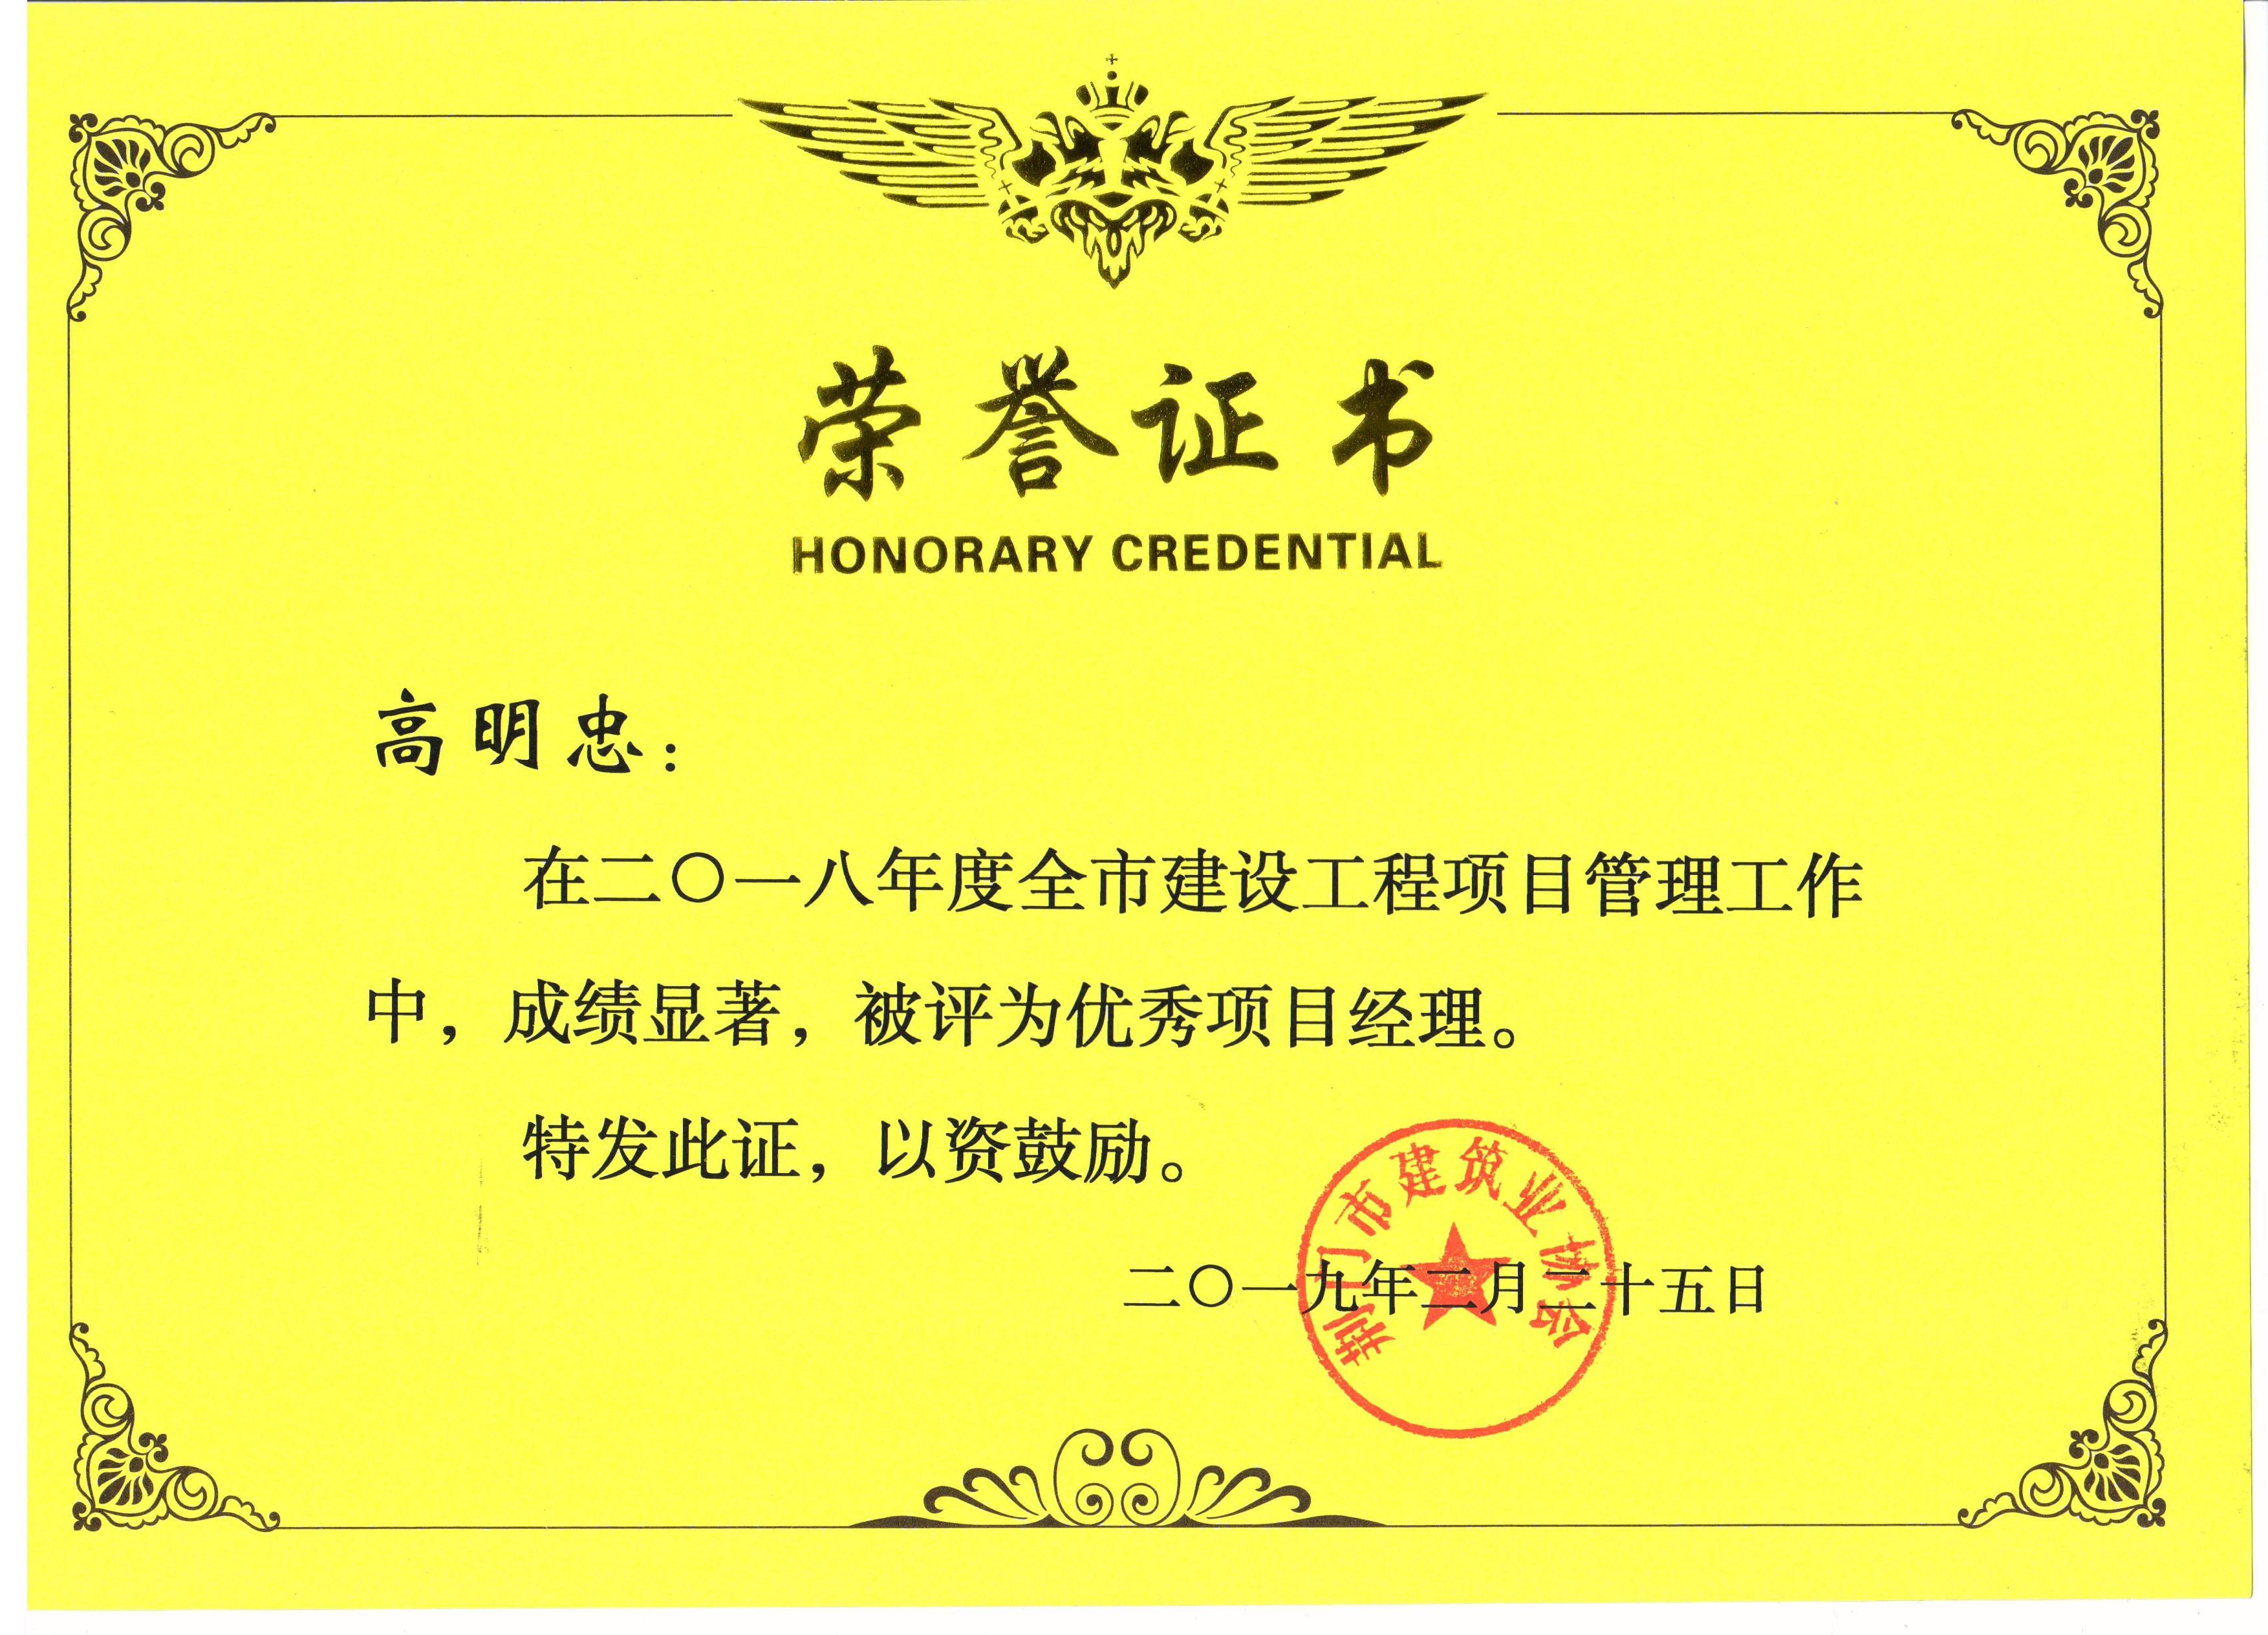 荣誉证书
HONORARY CREDENTIAL
高明忠：
在二〇一八年度全市建设工程项目管理工作
中，成绩显著，被评为优秀项目经理。
特发此证，以资鼓励。
荆门市建筑业协会
二〇一九年二月二十五日